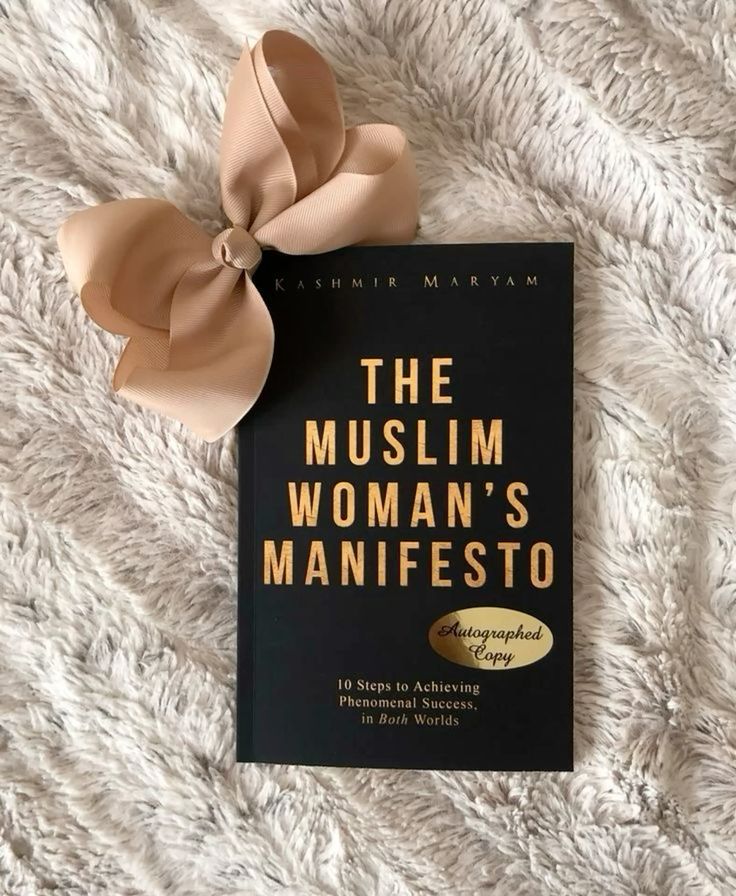 KASHMIR MARYAM
THE
MUSLIM
WOMAN'S
MANIFESTO
Autographed
Copy
10 Steps to Achieving
Phenomenal Success,
in Both Worlds